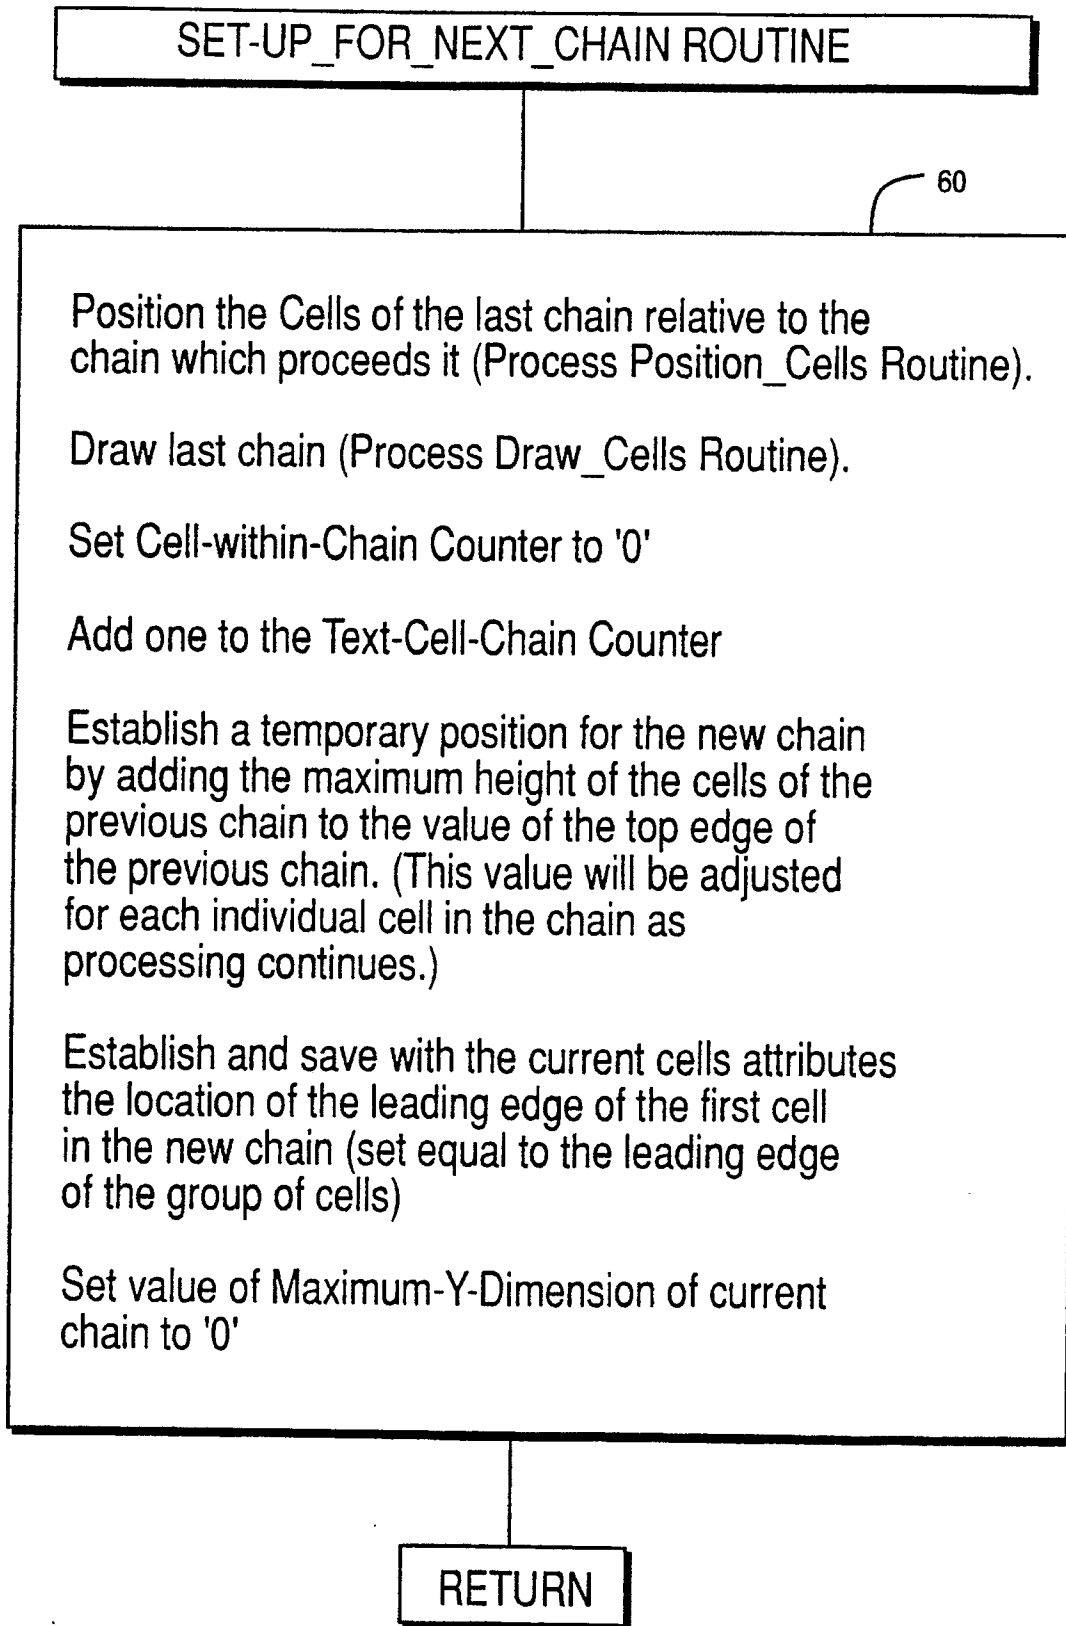 SET-UP_FOR_NEXT_CHAIN ROUTINE
60
Position the Cells of the last chain relative to the
chain which proceeds it (Process Position_Cells Routine).
Draw last chain (Process Draw_Cells Routine).
Set Cell-within-Chain Counter to '0'
Add one to the Text-Cell-Chain Counter
Establish a temporary position for the new chain
by adding the maximum height of the cells of the
previous chain to the value of the top edge of
the previous chain. (This value will be adjusted
for each individual cell in the chain as
processing continues.)
Establish and save with the current cells attributes
the location of the leading edge of the first cell
in the new chain (set equal to the leading edge
of the group of cells)
Set value of Maximum-Y-Dimension of current
chain to '0'
RETURN